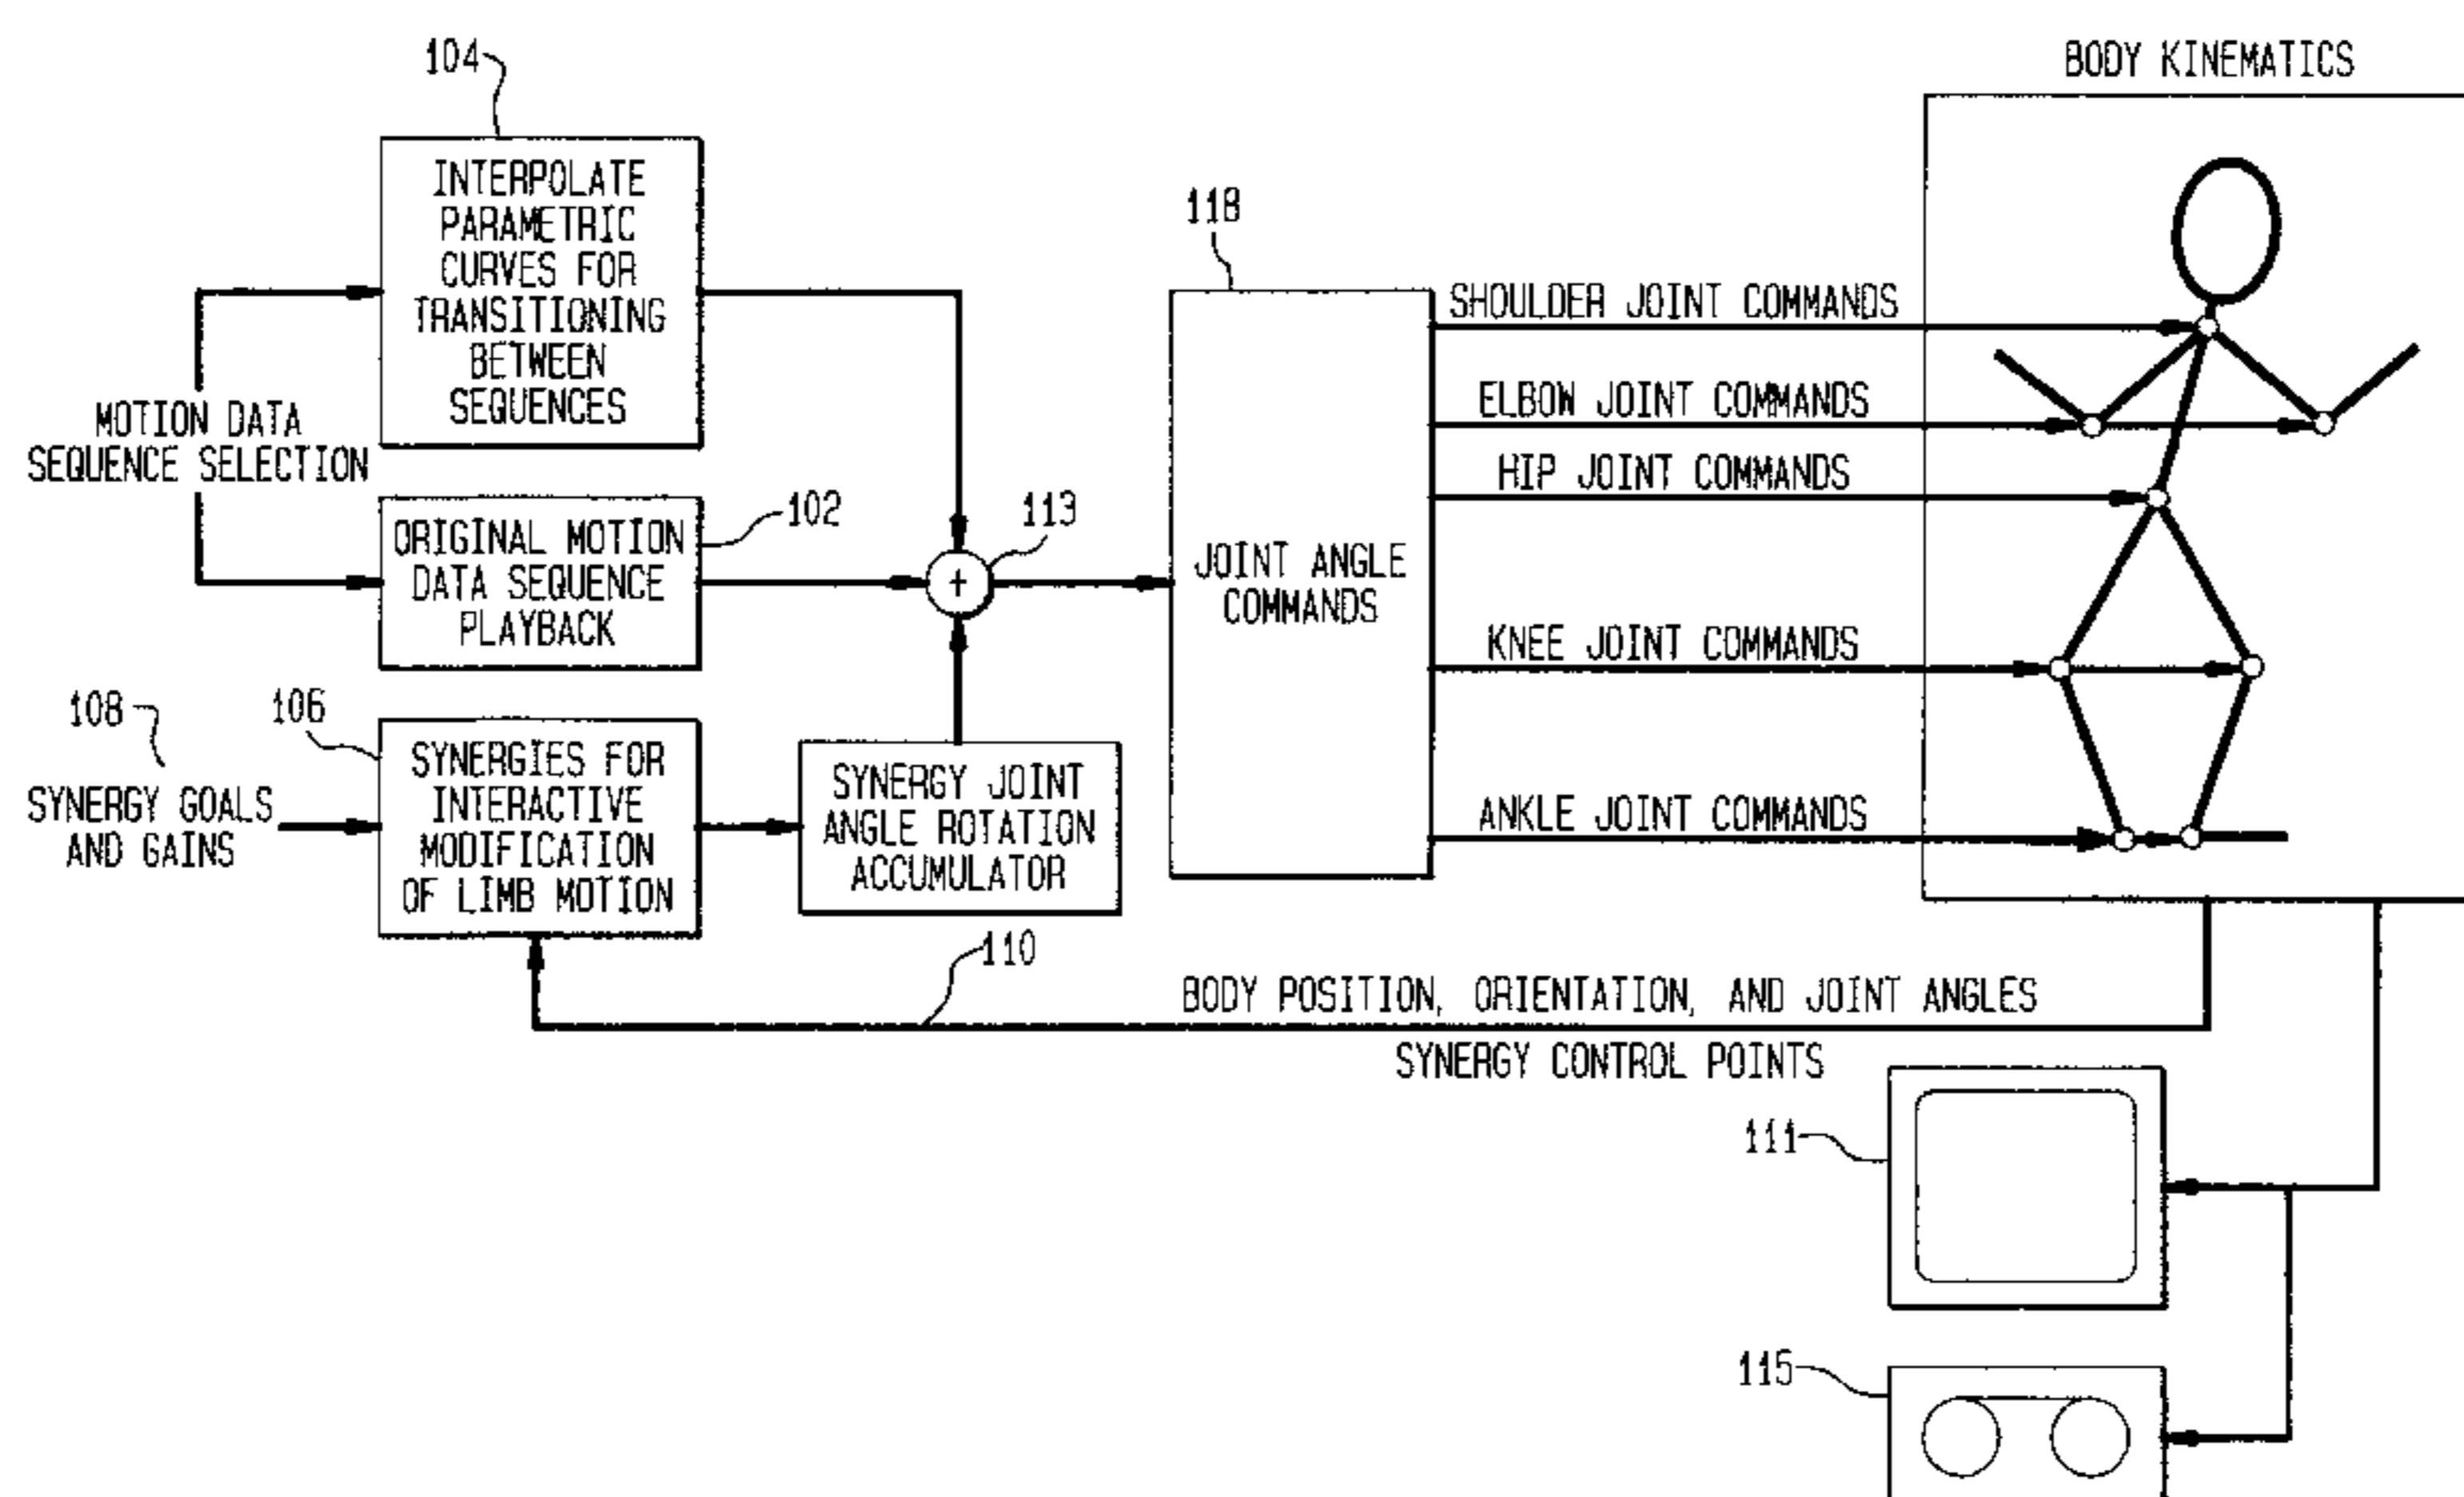 104
BODY KINEMATICS
INTERPOLATE
PARAMETRIC
CURVES FOR
TRANSITIONING
BETWEEN
SEQUENCES
118
SHOULDER JOINT COMMANDS
ELBOW JOINT COMMANDS
HIP JOINT COMMANDS
KNEE JOINT COMMANDS
ANKLE JOINT COMMANDS
MOTION DATA
SEQUENCE SELECTION
ORIGINAL MOTION
DATA SEQUENCE
PLAYBACK
102
113
+
JOINT ANGLE
COMMANDS
108
106
SYNERGY GOALS
AND GAINS
SYNERGIES FOR
INTERACTIVE
MODIFICATION
OF LIMB MOTION
SYNERGY JOINT
ANGLE ROTATION
ACCUMULATOR
110
BODY POSITION, ORIENTATION, AND JOINT ANGLES
SYNERGY CONTROL POINTS
111
115